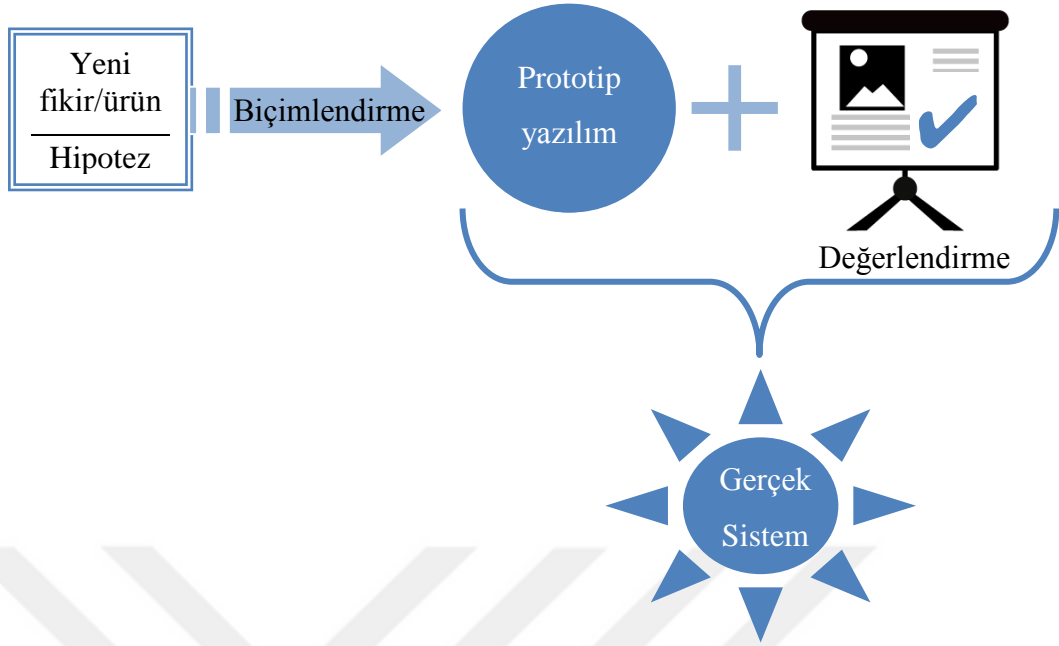 Yeni
fikir/ürün
Hipotez
Biçimlendirme
Prototip
yazılım
Değerlendirme
Gerçek
Sistem